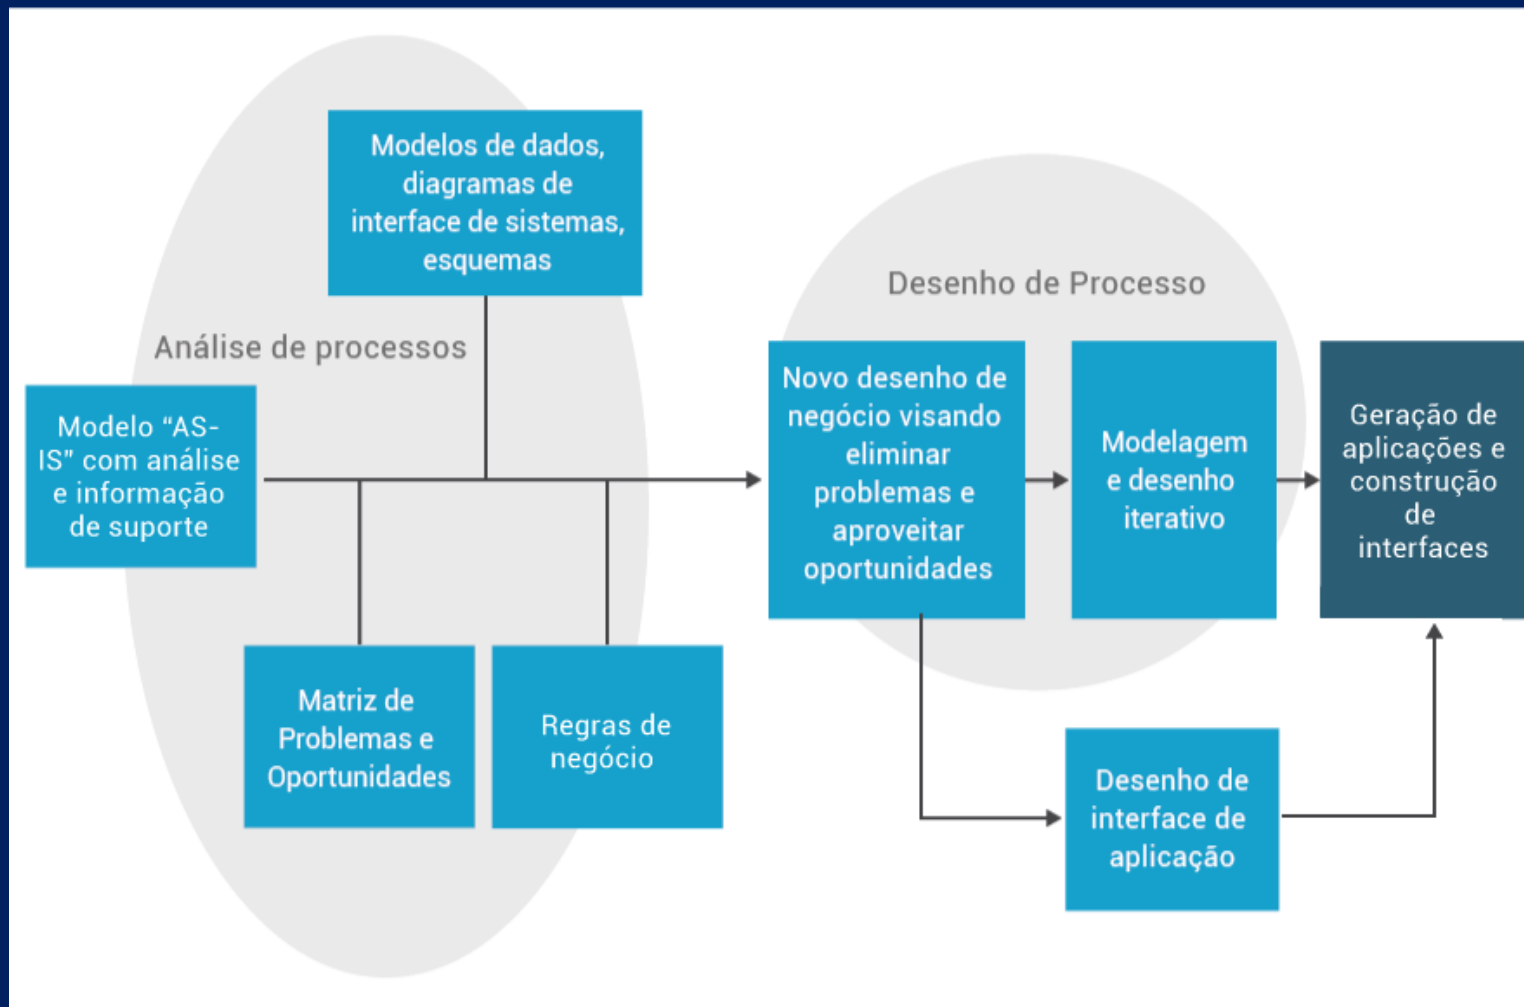 Modelos de dados,
diagramas de
interface de sistemas,
esquemas
Análise de processos
Modelo “AS-
IS” com análise
e informação
de suporte
Matriz de
Problemas e
Oportunidades
Regras de
negócio
Desenho de Processo
Novo desenho de
negócio visando
eliminar
problemas e
aproveitar
oportunidades
Modelagem
e desenho
iterativo
Geração de
aplicações e
construção
de
interfaces
Desenho de
interface de
aplicação